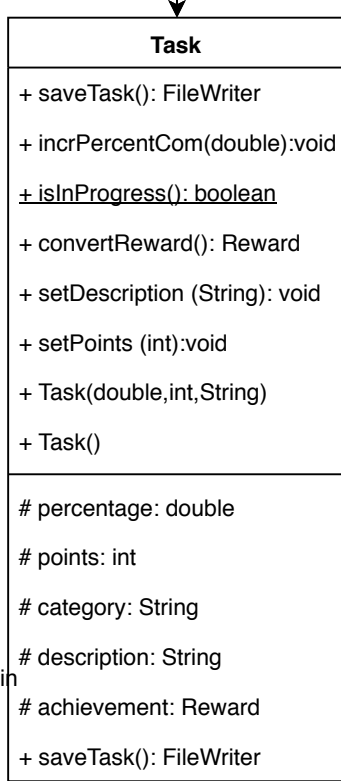 Task
+ saveTask(): FileWriter
+ incrPercentCom(double):void
+ isInProgress(): boolean
+ convertReward(): Reward
+ setDescription (String): void
+ setPoints (int):void
+ Task(double,int,String)
+ Task()
# percentage: double
# points: int
# category: String
# description: String
in
# achievement: Reward
+ saveTask(): FileWriter